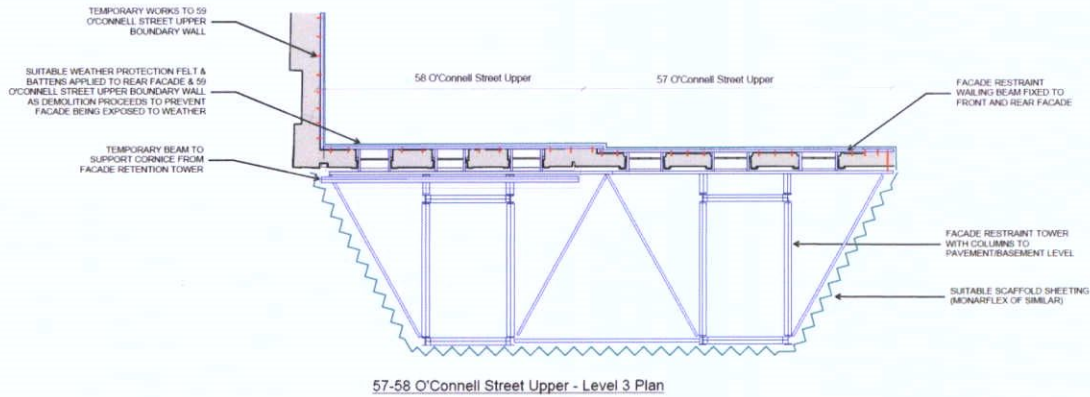 TEMPORARY WORKS TO 59
O'CONNELL STREET UPPER
BOUNDARY WALL
SUITABLE WEATHER PROTECTION FELT &
BATTENS APPLIED TO REAR FACADE & 59
O'CONNELL STREET UPPER BOUNDARY WALL
AS DEMOLITION PROCEEDS TO PREVENT
FACADE BEING EXPOSED TO WEATHER
TEMPORARY BEAM TO
SUPPORT CORNICE FROM
FACADE RETENTION TOWER
58 O'Connell Street Upper
57 O'Connell Street Upper
FACADE RESTRAINT
WAILING BEAM FIXED TO
FRONT AND REAR FACADE
FACADE RESTRAINT TOWER
WITH COLUMNS TO
PAVEMENT/BASEMENT LEVEL
SUITABLE SCAFFOLD SHEETING
(MONARFLEX OF SIMILAR)
57-58 O'Connell Street Upper - Level 3 Plan